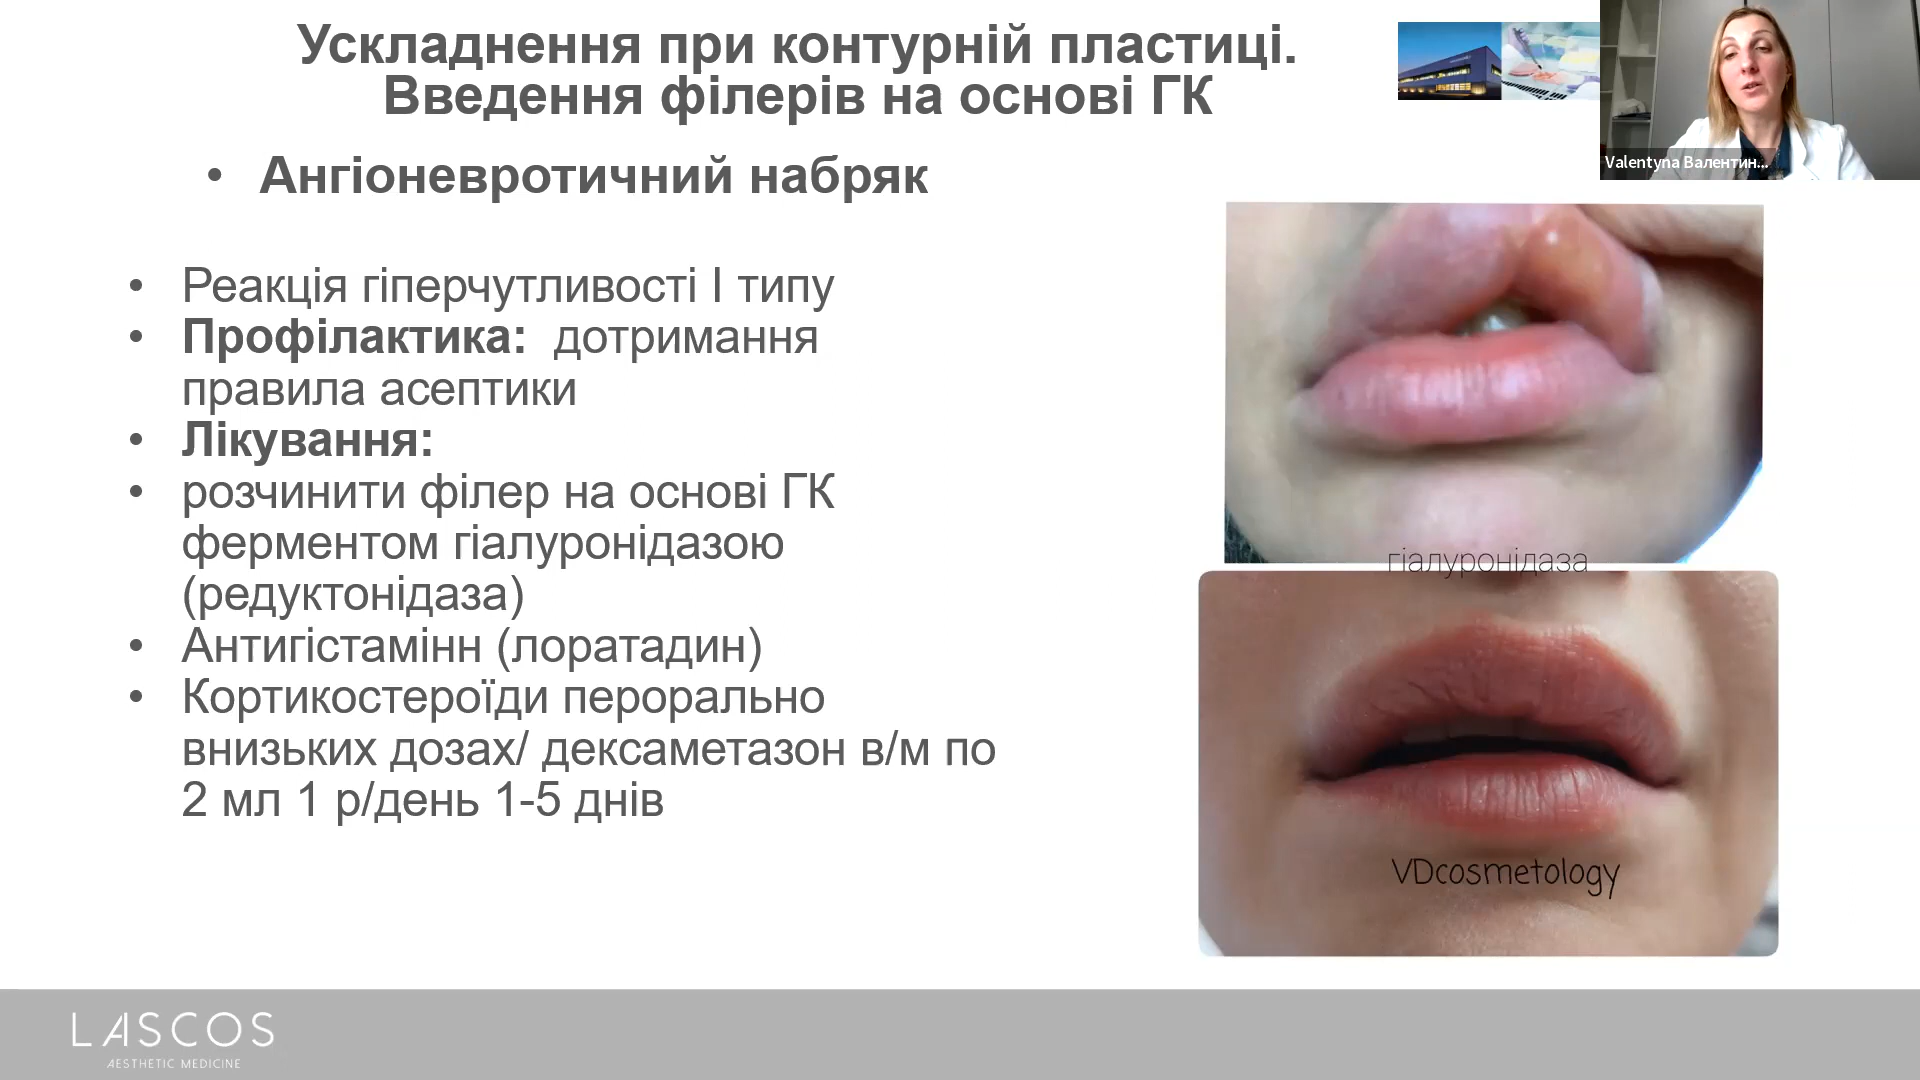 Ускладнення при контурній пластиці.
Введення філерів на основі ГК
Valentyna Валентин...
• Ангіоневротичний набряк
• Реакція гіперчутливості І типу
• Профілактика: дотримання
правила асептики
• Лікування:
• розчинити філер на основі ГК
ферментом гіалуронідазою
(редуктонідаза)
• Антигістамінн (лоратадин)
• Кортикостероїди перорально
внизьких дозах/ дексаметазон в/м по
2 мл 1 р/день 1-5 днів
гіалуронідаза
VDcosmetology
LASCOS
AESTHETIC MEDICINE